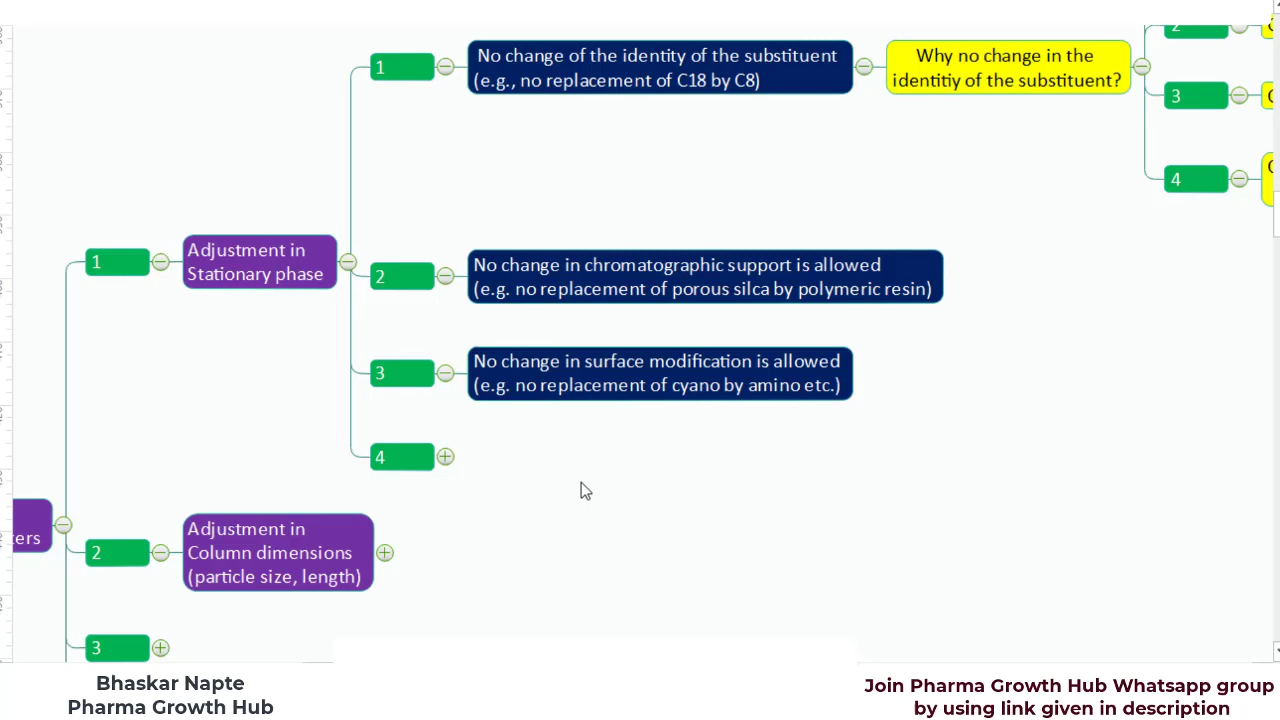 1
No change of the identity of the substituent
(e.g., no replacement of C18 by C8)
Why no change in the
identitiy of the substituent?
2
3
4
1
Adjustment in
Stationary phase
2
No change in chromatographic support is allowed
(e.g. no replacement of porous silca by polymeric resin)
3
No change in surface modification is allowed
(e.g. no replacement of cyano by amino etc.)
4
2
Adjustment in
Column dimensions
(particle size, length)
3
Bhaskar Napte
Pharma Growth Hub
Join Pharma Growth Hub Whatsapp group
by using link given in description